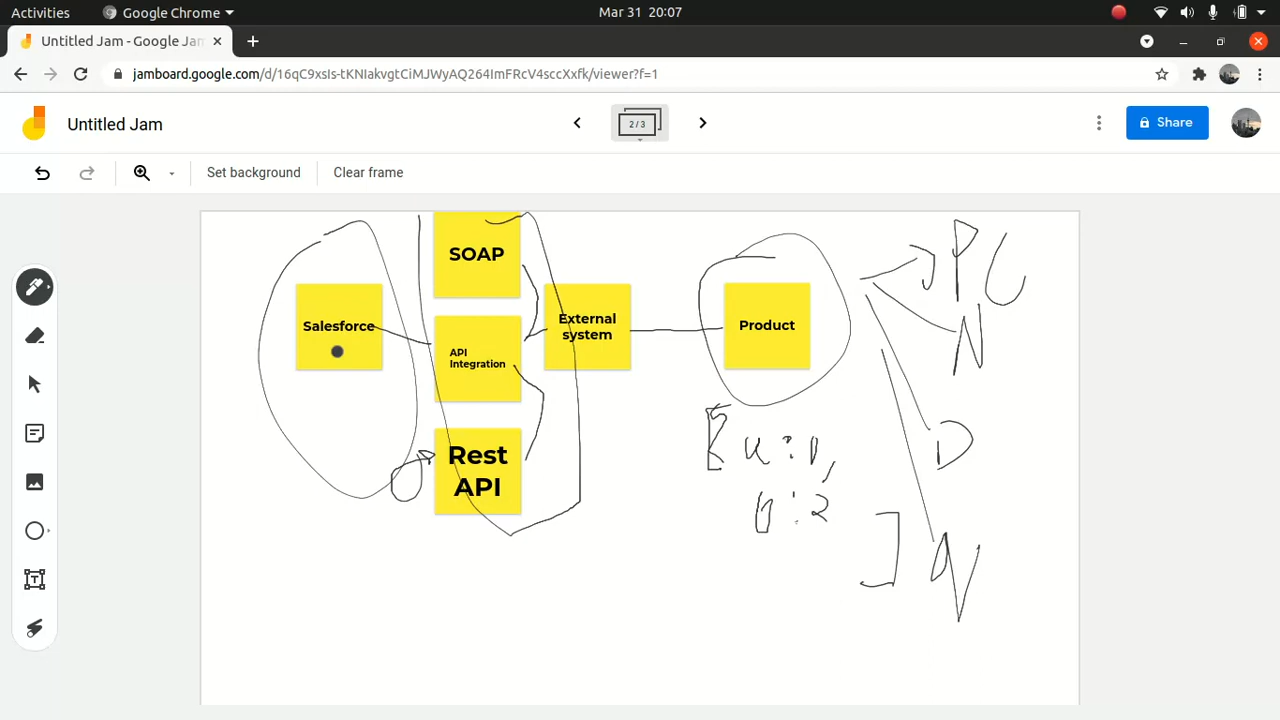 Activities
Google Chrome
Mar 31 20:07
Untitled Jam - Google Jam
jamboard.google.com/d/16qC9xsIs-tKNIakvgtCiMJWyAQ264ImFRcV4sccXxfk/viewer?f=1
Untitled Jam
2 / 3
Share
Set background
Clear frame
SOAP
Salesforce
API
Integration
Rest
API
External
system
Product
PC
N
D
q